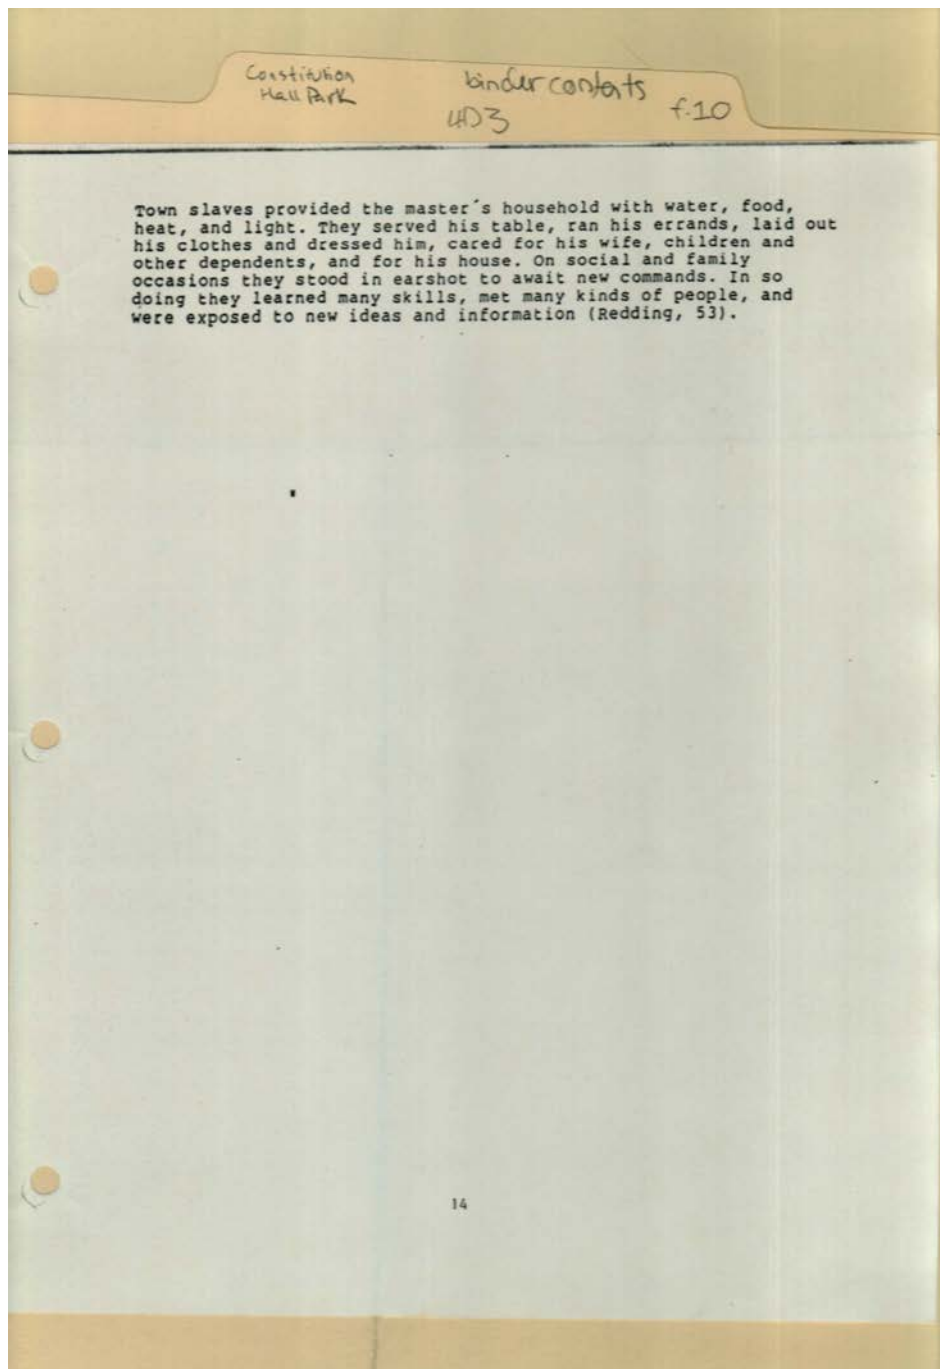 Constitution
Hall Park
binder contents
4D3
f.10
Town slaves provided the master´s household with water, food,
heat, and light. They served his table, ran his errands, laid out
his clothes and dressed him, cared for his wife, children and
other dependents, and for his house. On social and family
occasions they stood in earshot to await new commands. In so
doing they learned many skills, met many kinds of people, and
were exposed to new ideas and information (Redding, 53).
14